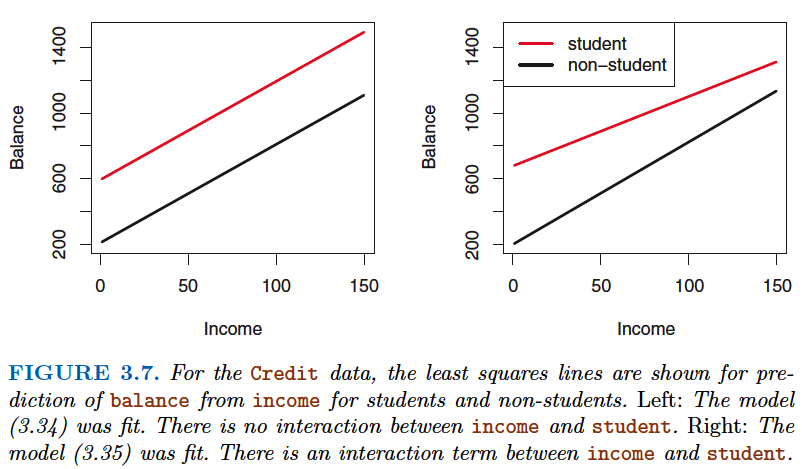 1400
1000
600
200
Balance
0 50 100 150
Income
1400
1000
600
200
Balance
student
non−student
0 50 100 150
Income
FIGURE 3.7. For the Credit data, the least squares lines are shown for pre-
diction of balance from income for students and non-students. Left: The model
(3.34) was fit. There is no interaction between income and student. Right: The
model (3.35) was fit. There is an interaction term between income and student.